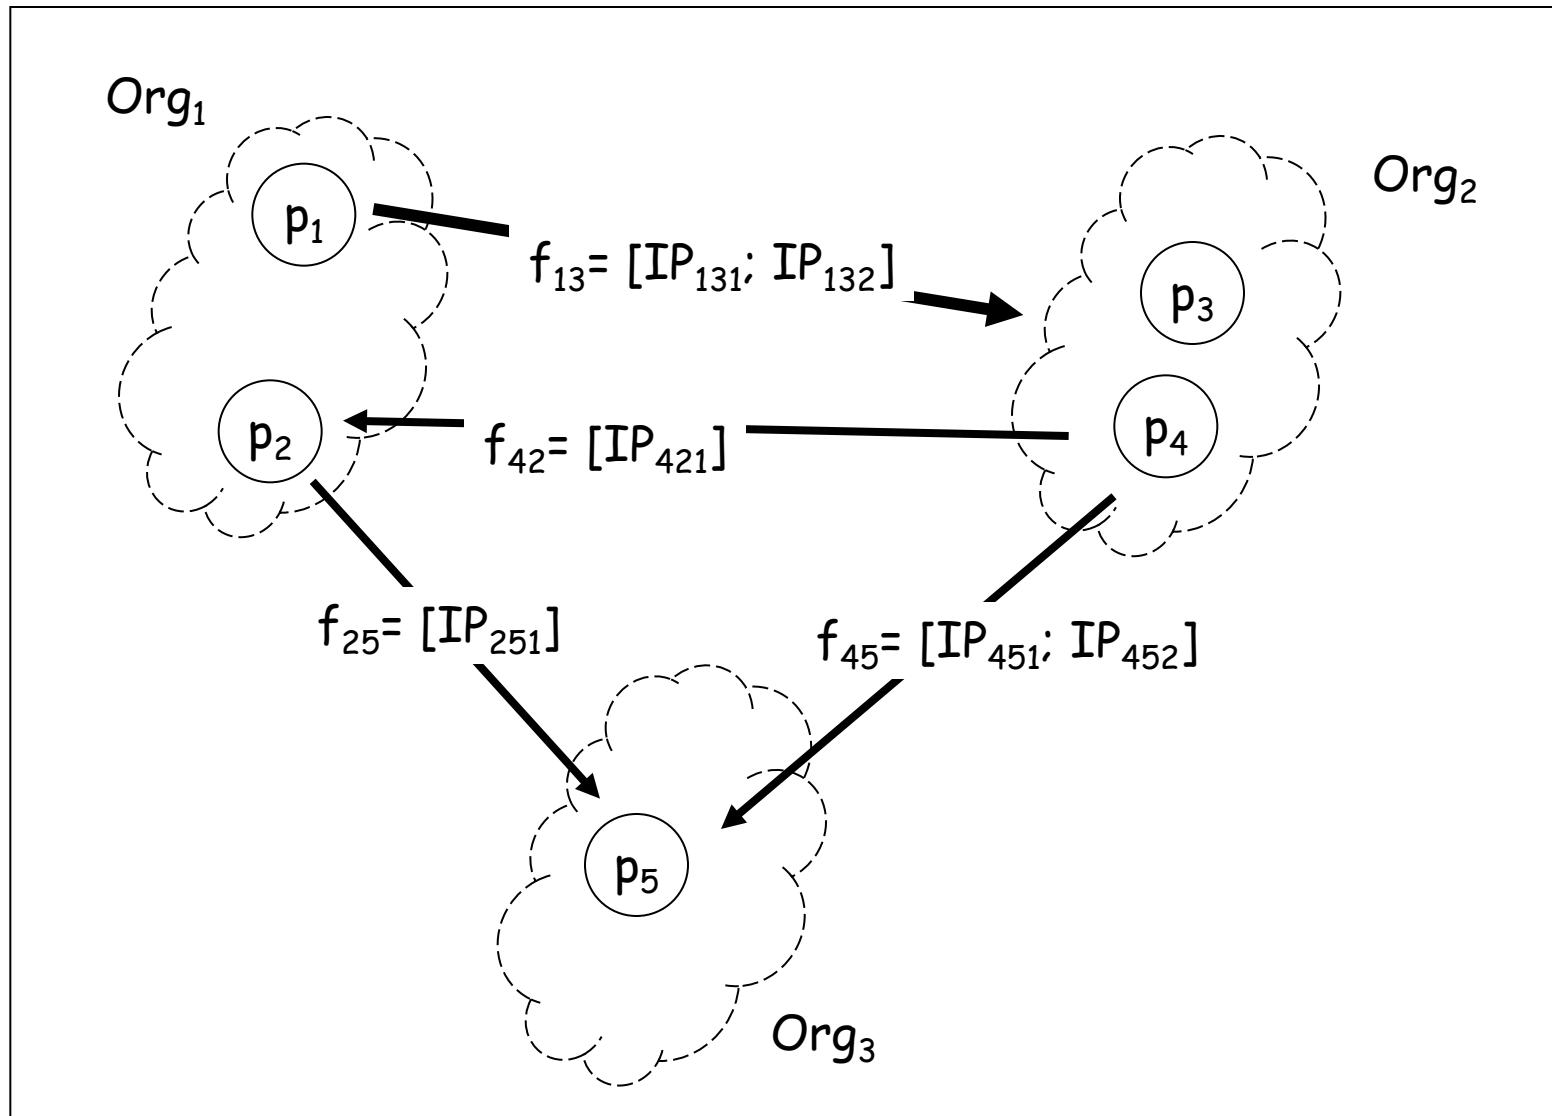 Org₁
Org₂
p₁
f₁₃= [IP₁₃₁; IP₁₃₂]
p₃
p₂
f₄₂= [IP₄₂₁]
p₄
f₂₅= [IP₂₅₁]
f₄₅= [IP₄₅₁; IP₄₅₂]
p₅
Org₃